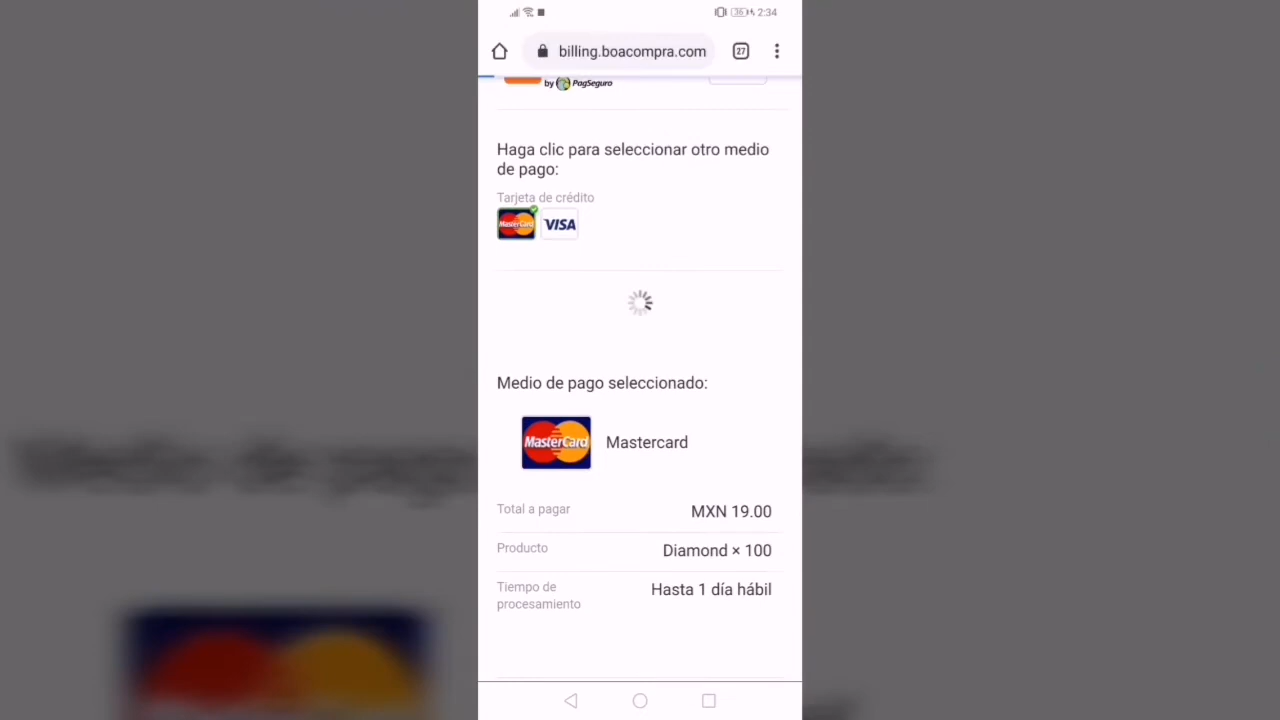 36 2:34
billing.boacompra.com 27
by PagSeguro
Haga clic para seleccionar otro medio
de pago:
Tarjeta de crédito
MasterCard VISA
Medio de pago seleccionado:
MasterCard Mastercard
Total a pagar MXN 19.00
Producto Diamond × 100
Tiempo de Hasta 1 día hábil
procesamiento